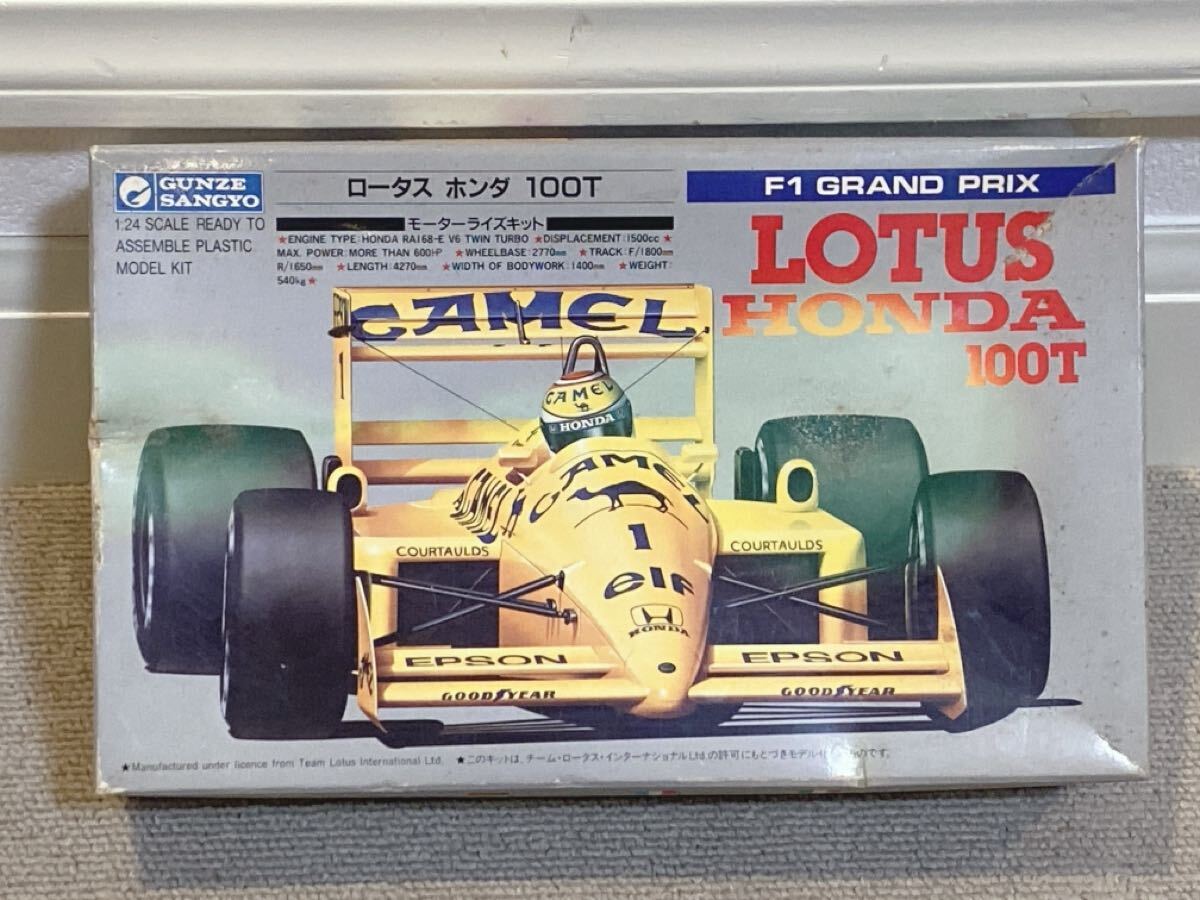 GUNZE
SANGYO
1:24 SCALE READY TO
ASSEMBLE PLASTIC
MODEL KIT
ロータス ホンダ 100T
モーターライズキット
★ENGINE TYPE:HONDA RA168-E V6 TWIN TURBO ★DISPLACEMENT:1500cc ★
MAX. POWER:MORE THAN 600HP ★WHEELBASE:2770mm ★TRACK:F/1800mm
R/1650mm ★LENGTH:4270mm ★WIDTH OF BODYWORK:1400mm ★WEIGHT:
540kg★
F1 GRAND PRIX
LOTUS
HONDA
100T
CAMEL
1
CAMEL
HONDA
CAMEL
CAMEL
1
COURTAULDS
COURTAULDS
elf
HONDA
EPSON
EPSON
GOODYEAR
GOODYEAR
★Manufactured under licence from Team Lotus International Ltd. ★このキットは、チーム・ロータス・インターナショナルLtd.の許可にもとづきモデル化 のです。